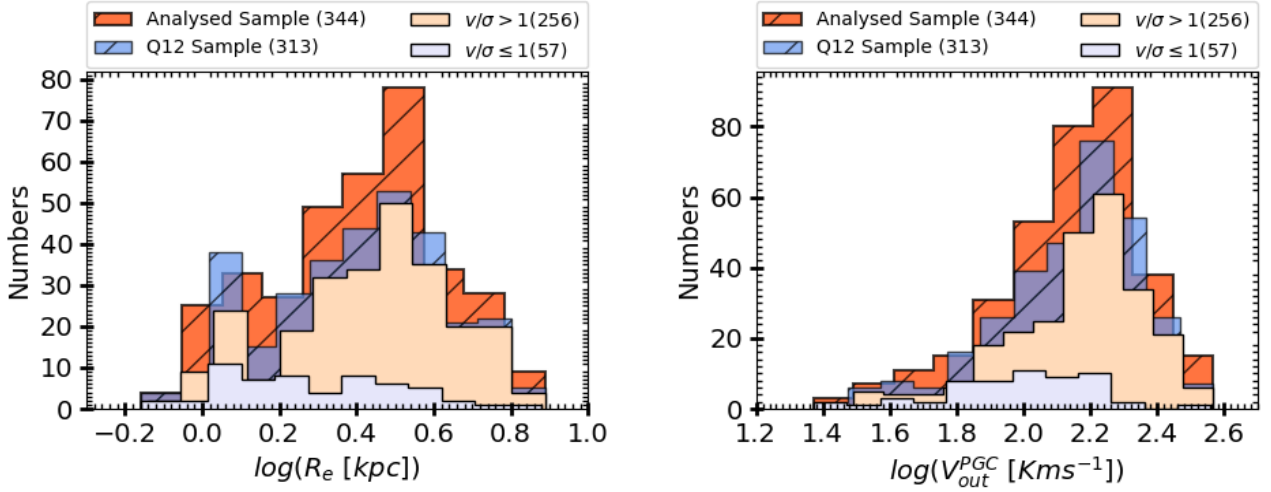 Analysed Sample (344) v/σ > 1(256)
Q12 Sample (313) v/σ ≤ 1(57)
80
70
60
50
40
30
20
10
0
Numbers
−0.2 0.0 0.2 0.4 0.6 0.8 1.0
log(R_e [kpc])
Analysed Sample (344) v/σ > 1(256)
Q12 Sample (313) v/σ ≤ 1(57)
80
60
40
20
0
Numbers
1.2 1.4 1.6 1.8 2.0 2.2 2.4 2.6
log(V_out^PGC [Kms⁻¹])